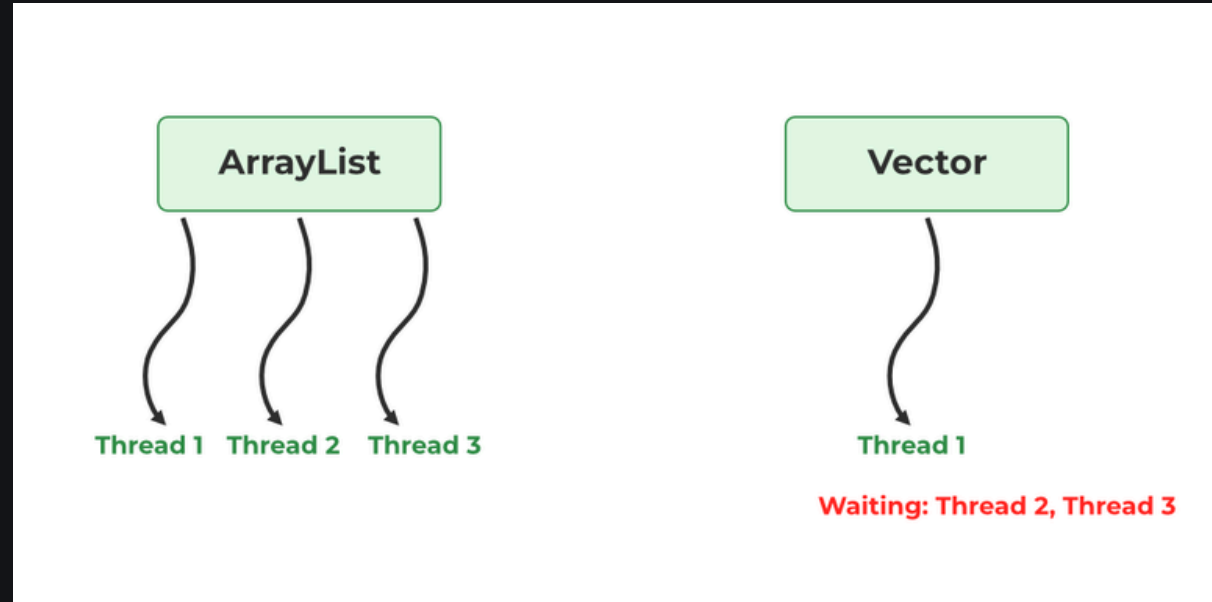 ArrayList
Vector
Thread 1
Thread 2
Thread 3
Thread 1
Waiting: Thread 2, Thread 3